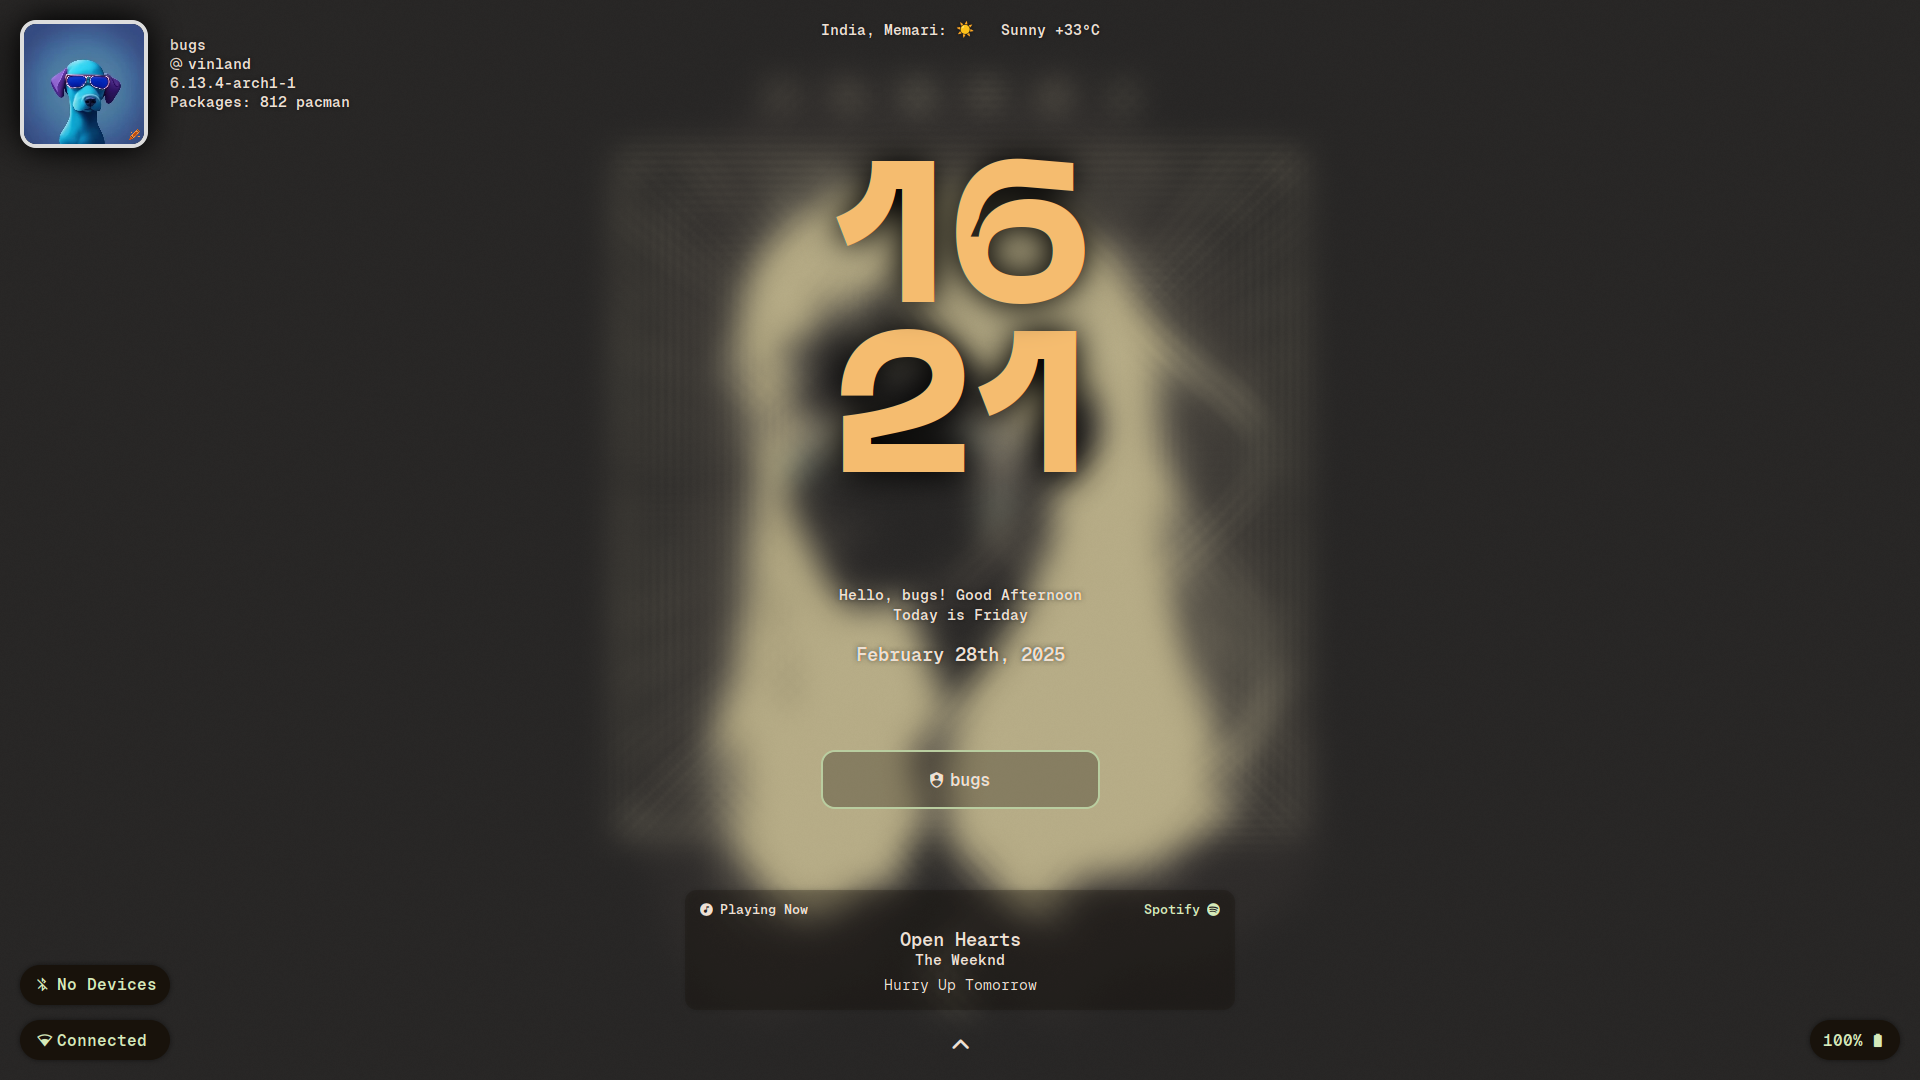 bugs
@ vinland
6.13.4-arch1-1
Packages: 812 pacman
India, Memari: ☀️ Sunny +33°C
16
21
Hello, bugs! Good Afternoon
Today is Friday
February 28th, 2025
bugs
Playing Now
Spotify
Open Hearts
The Weeknd
Hurry Up Tomorrow
No Devices
Connected
100%